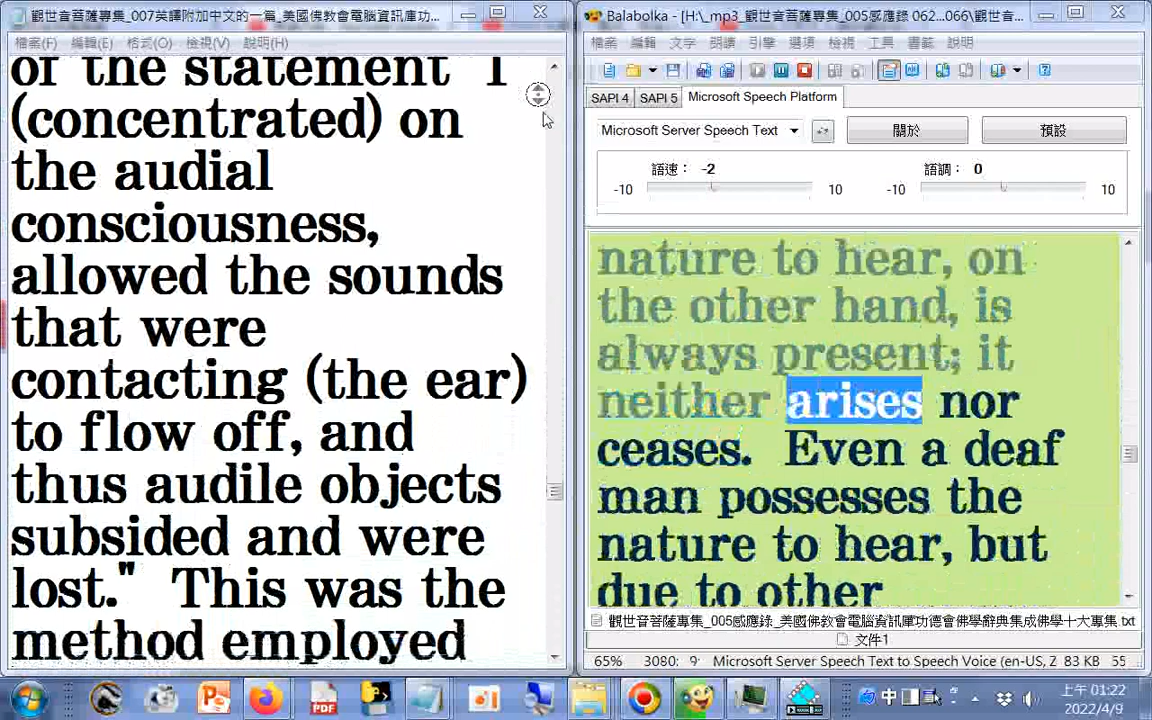 觀世音菩薩專集_007英譯附加中文的一篇_美國佛教會電腦資訊庫功...
檔案(F) 編輯(E) 格式(O) 檢視(V) 說明(H)
of the statement "I
(concentrated) on
the audial
consciousness,
allowed the sounds
that were
contacting (the ear)
to flow off, and
thus audile objects
subsided and were
lost." This was the
method employed
Balabolka - [H:\_mp3_觀世音菩薩專集_005感應錄 062...066\觀世音...
檔案 編輯 文字 朗讀 引擎 選項 檢視 工具 書籤 說明
SAPI 4 SAPI 5 Microsoft Speech Platform
Microsoft Server Speech Text 關於 預設
語速： -2 語調： 0
-10 10 -10 10
nature to hear, on
the other hand, is
always present; it
neither arises nor
ceases. Even a deaf
man possesses the
nature to hear, but
due to other
觀世音菩薩專集_005感應錄_美國佛教會電腦資訊庫功德會佛學辭典集成佛學十大專集 txt
文件1
65% 3080: 9 Microsoft Server Speech Text to Speech Voice (en-US, Z 83 KB 55
PDF
中
上午 01:22
2022/4/9